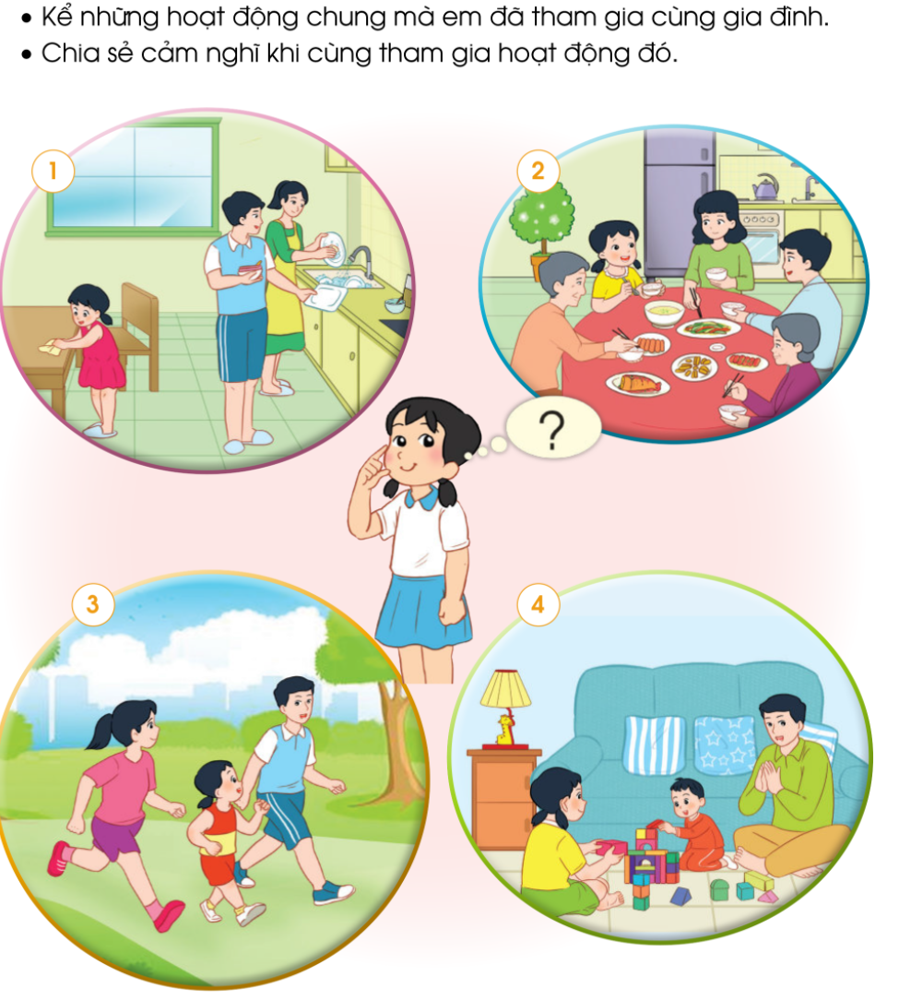 • Kể những hoạt động chung mà em đã tham gia cùng gia đình.
• Chia sẻ cảm nghĩ khi cùng tham gia hoạt động đó.
1
2
?
3
4